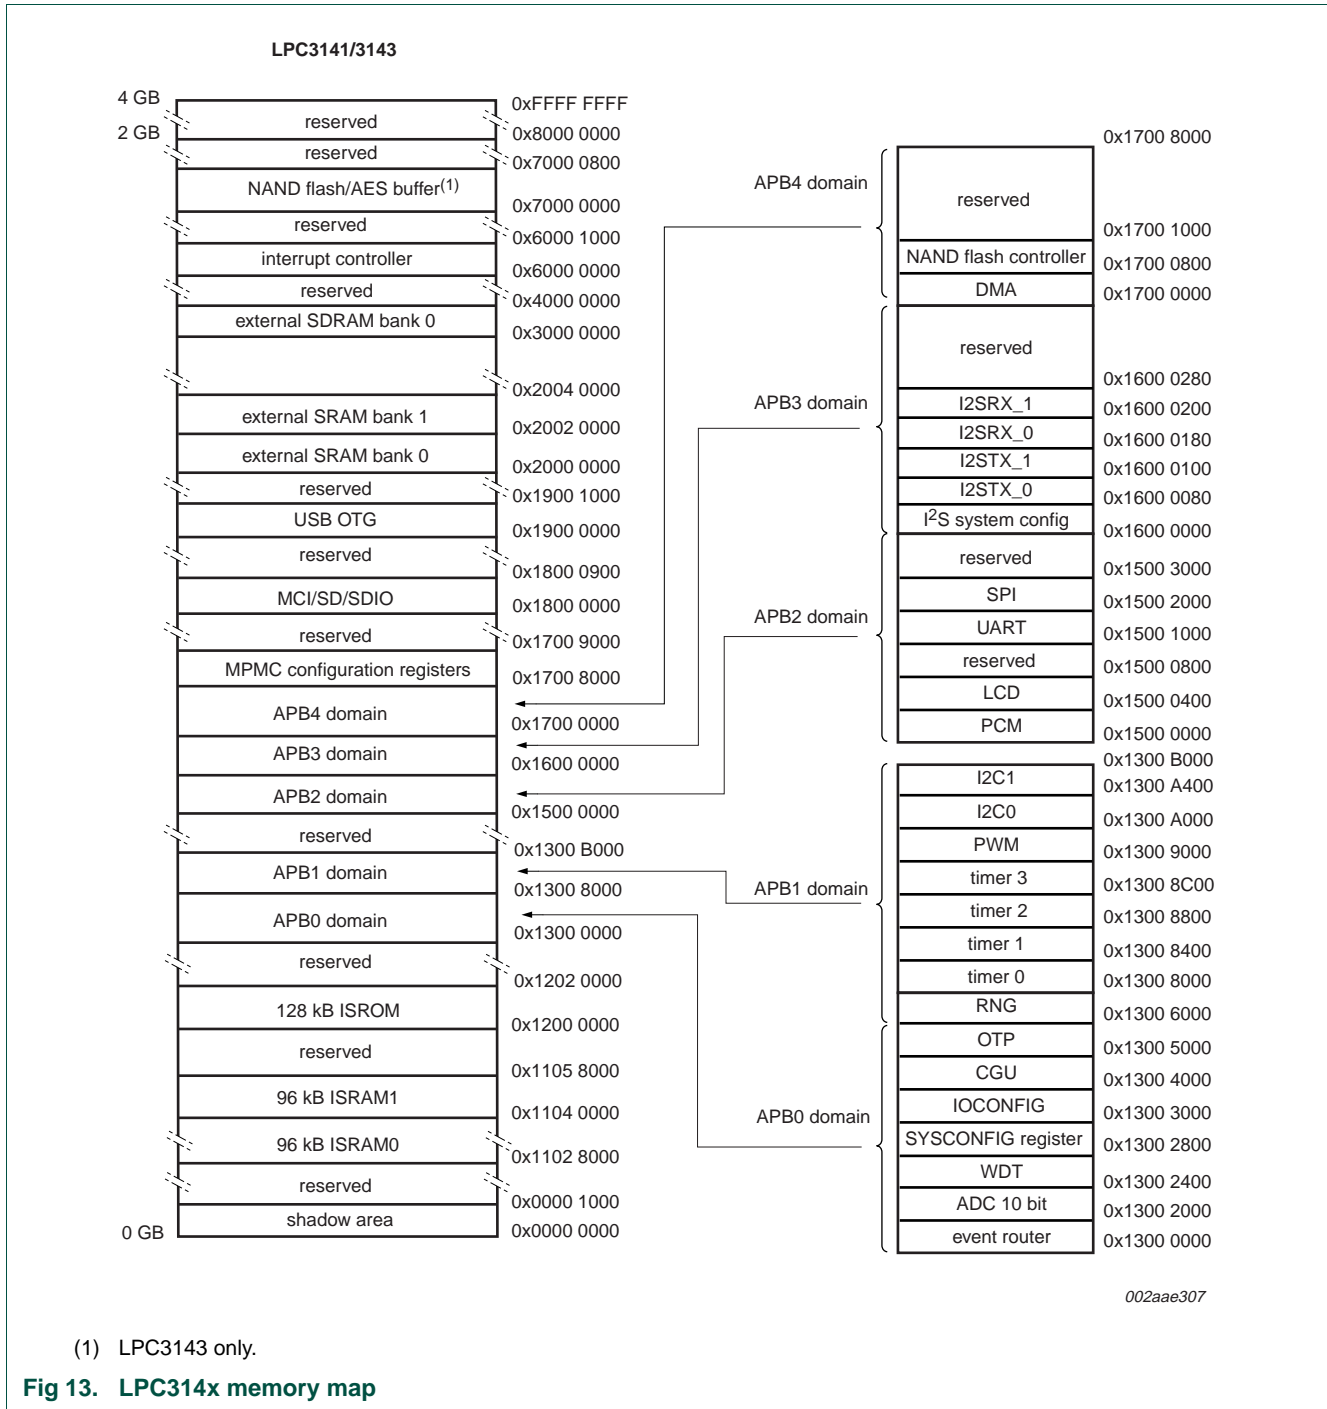 LPC3141/3143
4 GB
0xFFFF FFFF
reserved
2 GB
0x8000 0000
reserved
0x7000 0800
NAND flash/AES buffer(1)
0x7000 0000
reserved
0x6000 1000
interrupt controller
0x6000 0000
reserved
0x4000 0000
external SDRAM bank 0
0x3000 0000
0x2004 0000
external SRAM bank 1
0x2002 0000
external SRAM bank 0
0x2000 0000
reserved
0x1900 1000
USB OTG
0x1900 0000
reserved
0x1800 0900
MCI/SD/SDIO
0x1800 0000
reserved
0x1700 9000
MPMC configuration registers
0x1700 8000
APB4 domain
0x1700 0000
APB3 domain
0x1600 0000
APB2 domain
0x1500 0000
reserved
0x1300 B000
APB1 domain
0x1300 8000
APB0 domain
0x1300 0000
reserved
0x1202 0000
128 kB ISROM
0x1200 0000
reserved
0x1105 8000
96 kB ISRAM1
0x1104 0000
96 kB ISRAM0
0x1102 8000
reserved
0x0000 1000
shadow area
0 GB
0x0000 0000
0x1700 8000
APB4 domain
reserved
0x1700 1000
NAND flash controller
0x1700 0800
DMA
0x1700 0000
APB3 domain
reserved
0x1600 0280
I2SRX_1
0x1600 0200
I2SRX_0
0x1600 0180
I2STX_1
0x1600 0100
I2STX_0
0x1600 0080
I2S system config
0x1600 0000
APB2 domain
reserved
0x1500 3000
SPI
0x1500 2000
UART
0x1500 1000
reserved
0x1500 0800
LCD
0x1500 0400
PCM
0x1500 0000
0x1300 B000
APB1 domain
I2C1
0x1300 A400
I2C0
0x1300 A000
PWM
0x1300 9000
timer 3
0x1300 8C00
timer 2
0x1300 8800
timer 1
0x1300 8400
timer 0
0x1300 8000
RNG
0x1300 6000
APB0 domain
OTP
0x1300 5000
CGU
0x1300 4000
IOCONFIG
0x1300 3000
SYSCONFIG register
0x1300 2800
WDT
0x1300 2400
ADC 10 bit
0x1300 2000
event router
0x1300 0000
002aae307
(1) LPC3143 only.
Fig 13. LPC314x memory map